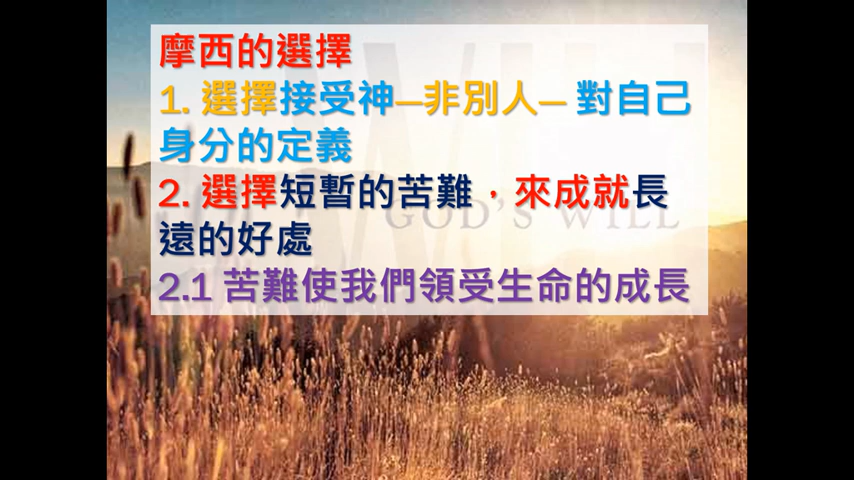 摩西的選擇
1. 選擇接受神—非別人— 對自己
身分的定義
2. 選擇短暫的苦難，來成就長
GOD'S WILL
遠的好處
2.1 苦難使我們領受生命的成長